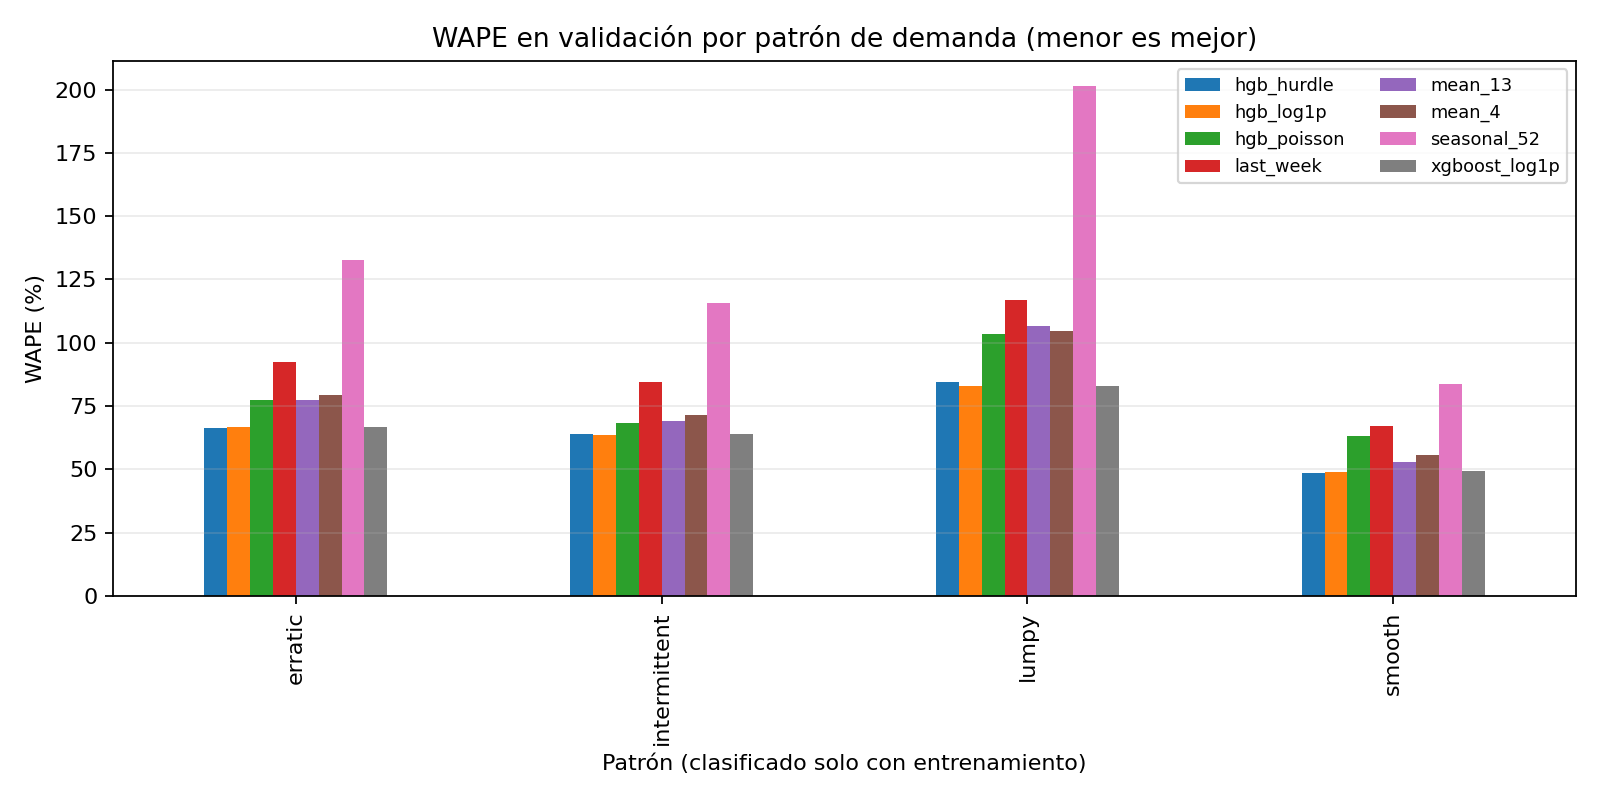 WAPE en validación por patrón de demanda (menor es mejor)
WAPE (%)
200
175
150
125
100
75
50
25
0
hgb_hurdle
hgb_log1p
hgb_poisson
last_week
mean_13
mean_4
seasonal_52
xgboost_log1p
erratic
intermittent
lumpy
smooth
Patrón (clasificado solo con entrenamiento)